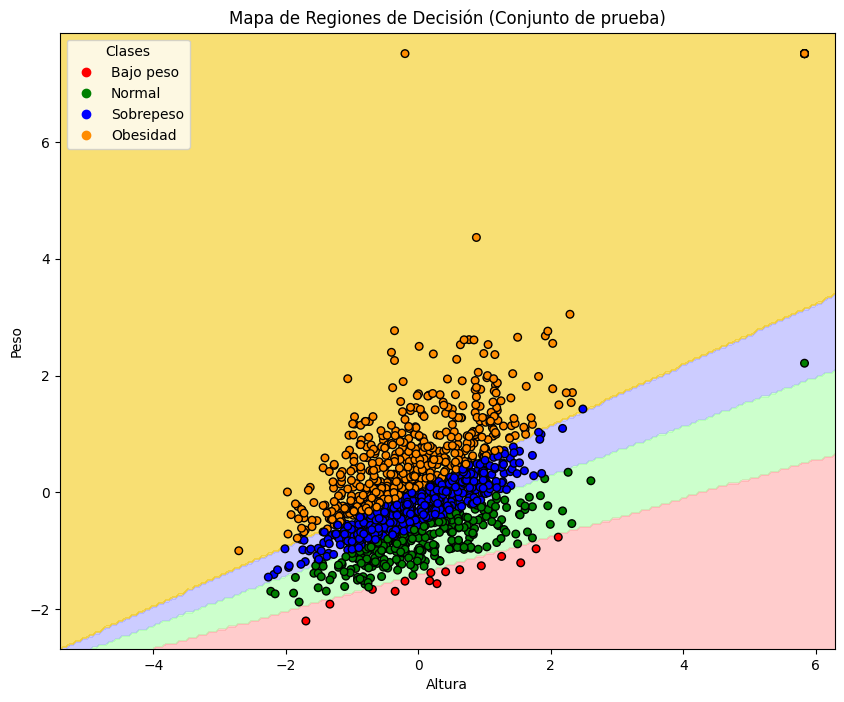 Mapa de Regiones de Decisión (Conjunto de prueba)
Clases
Bajo peso
Normal
Sobrepeso
Obesidad
Peso
6
4
2
0
−2
−4
−2
0
2
4
6
Altura